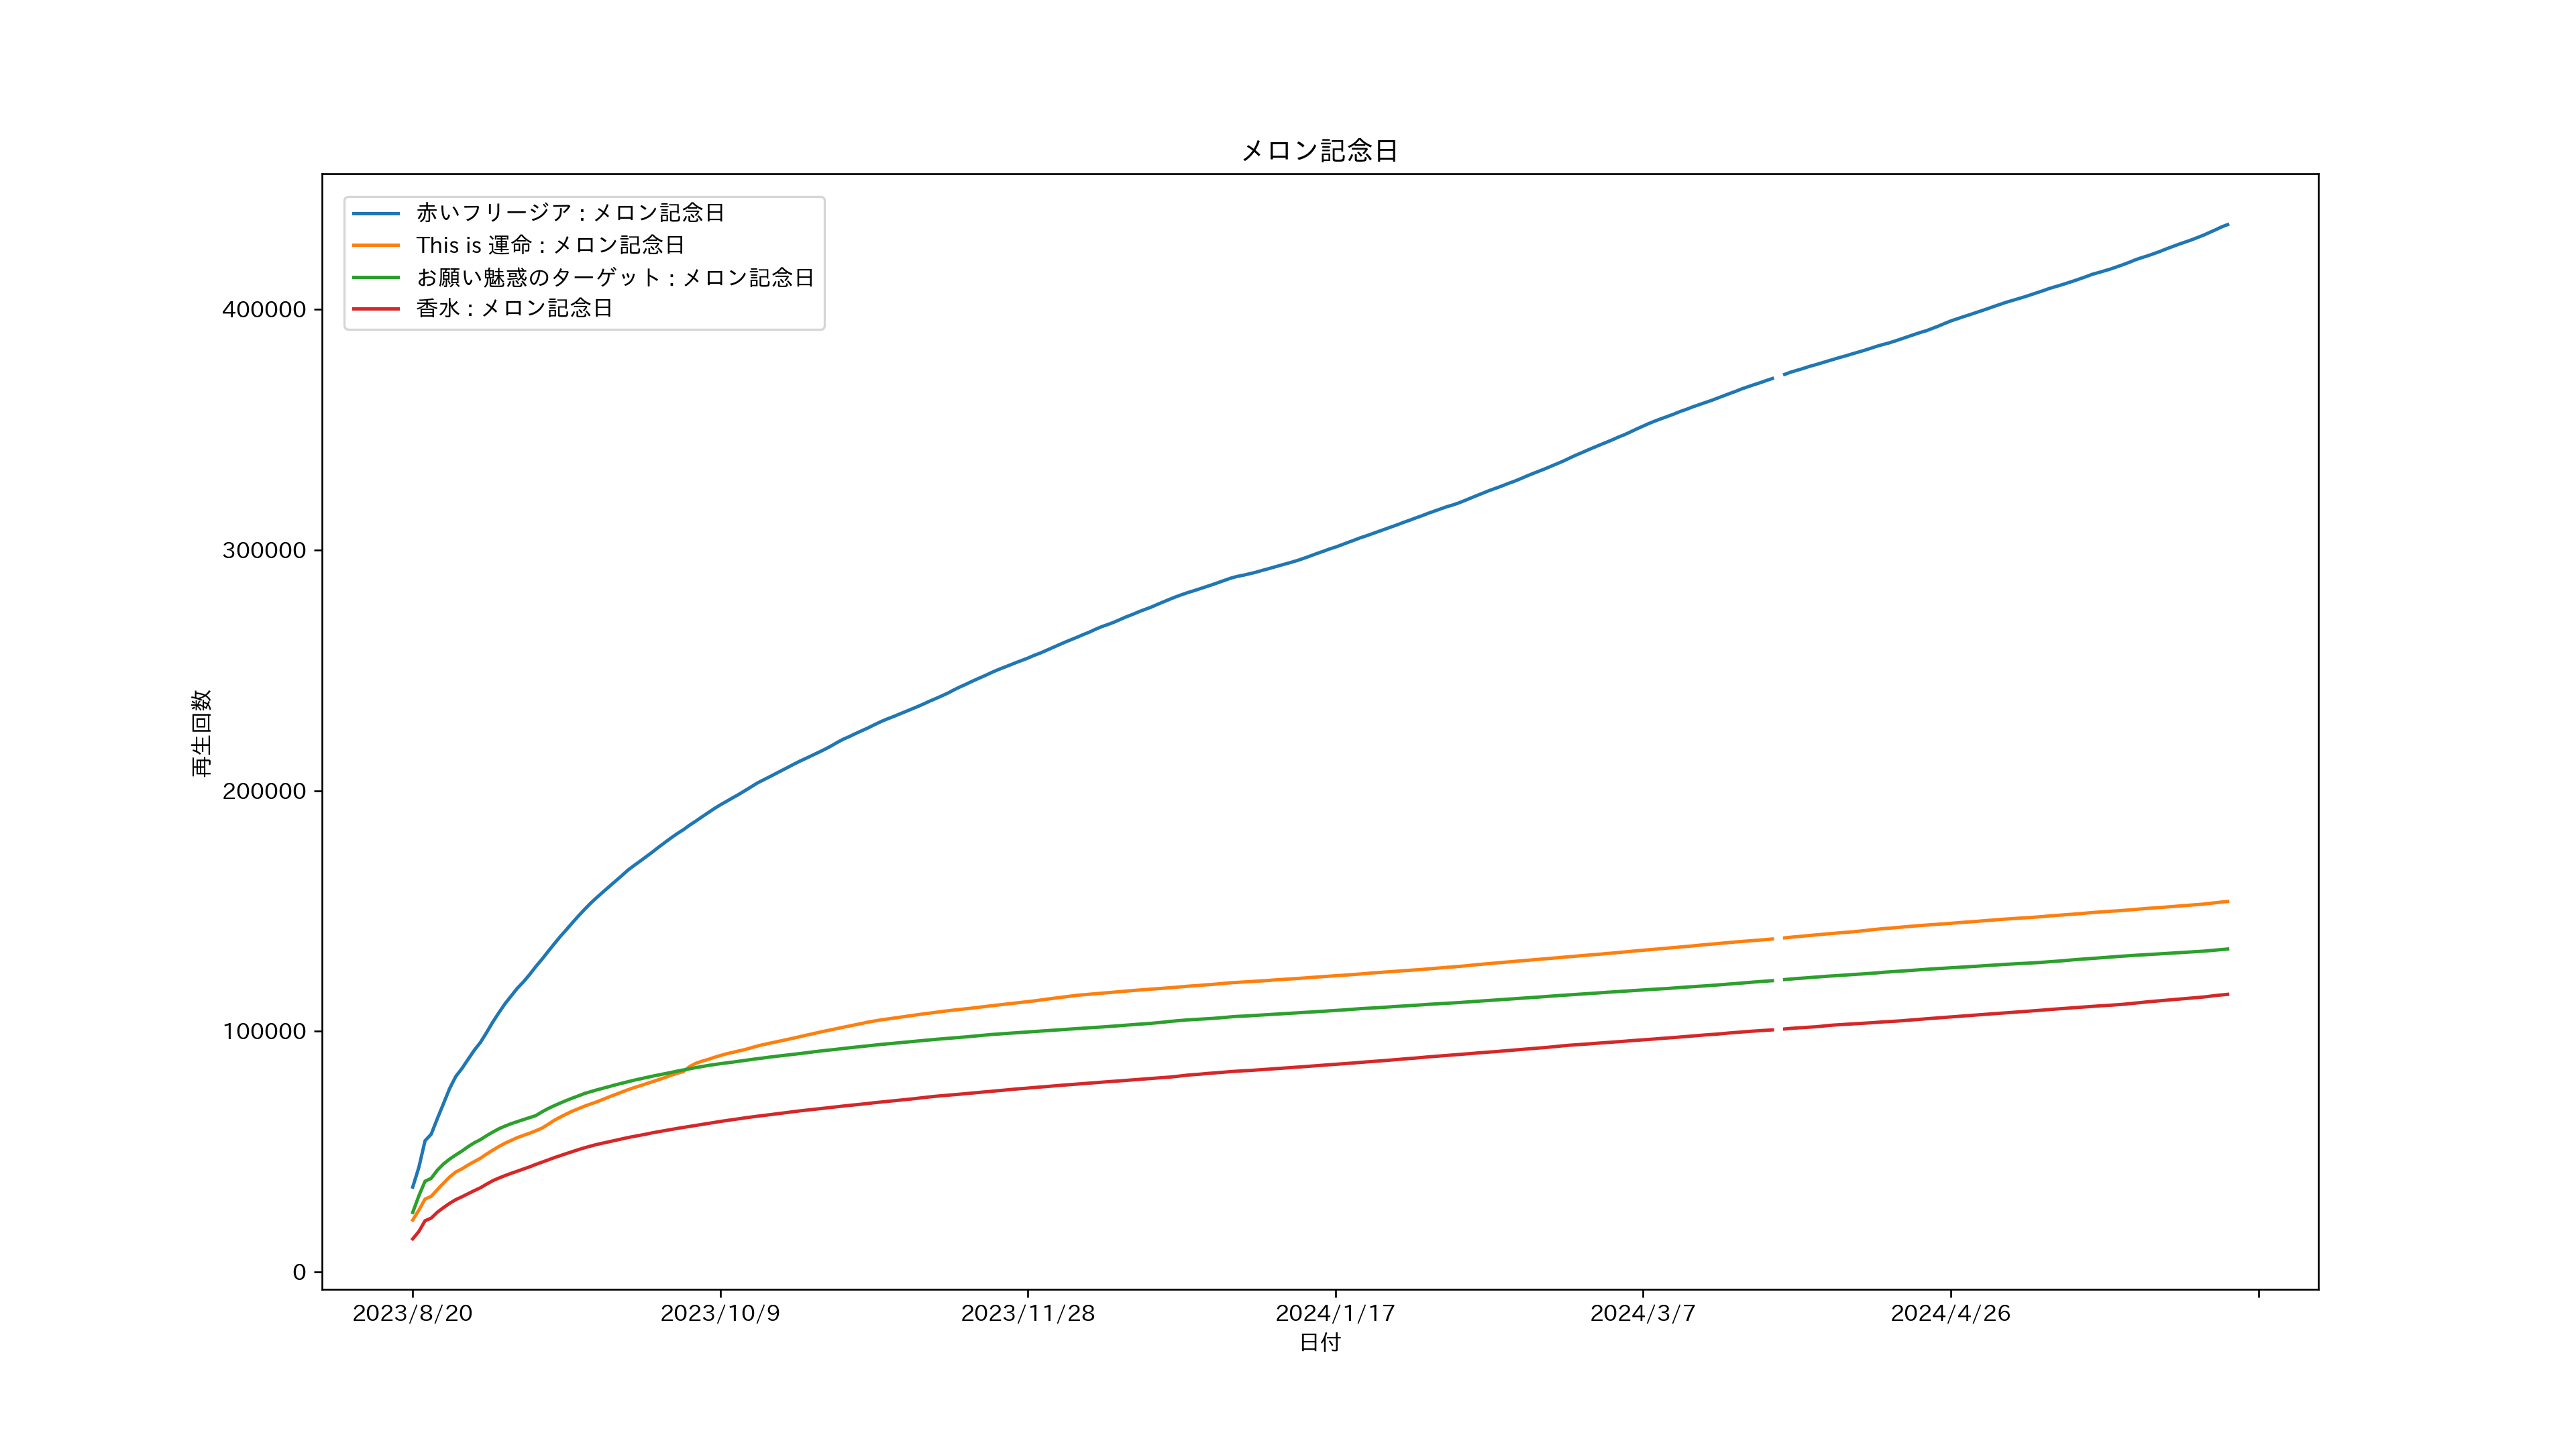 メロン記念日
赤いフリージア : メロン記念日
This is 運命 : メロン記念日
お願い魅惑のターゲット : メロン記念日
香水 : メロン記念日
400000
300000
200000
100000
0
再生回数
2023/8/20
2023/10/9
2023/11/28
2024/1/17
2024/3/7
2024/4/26
日付